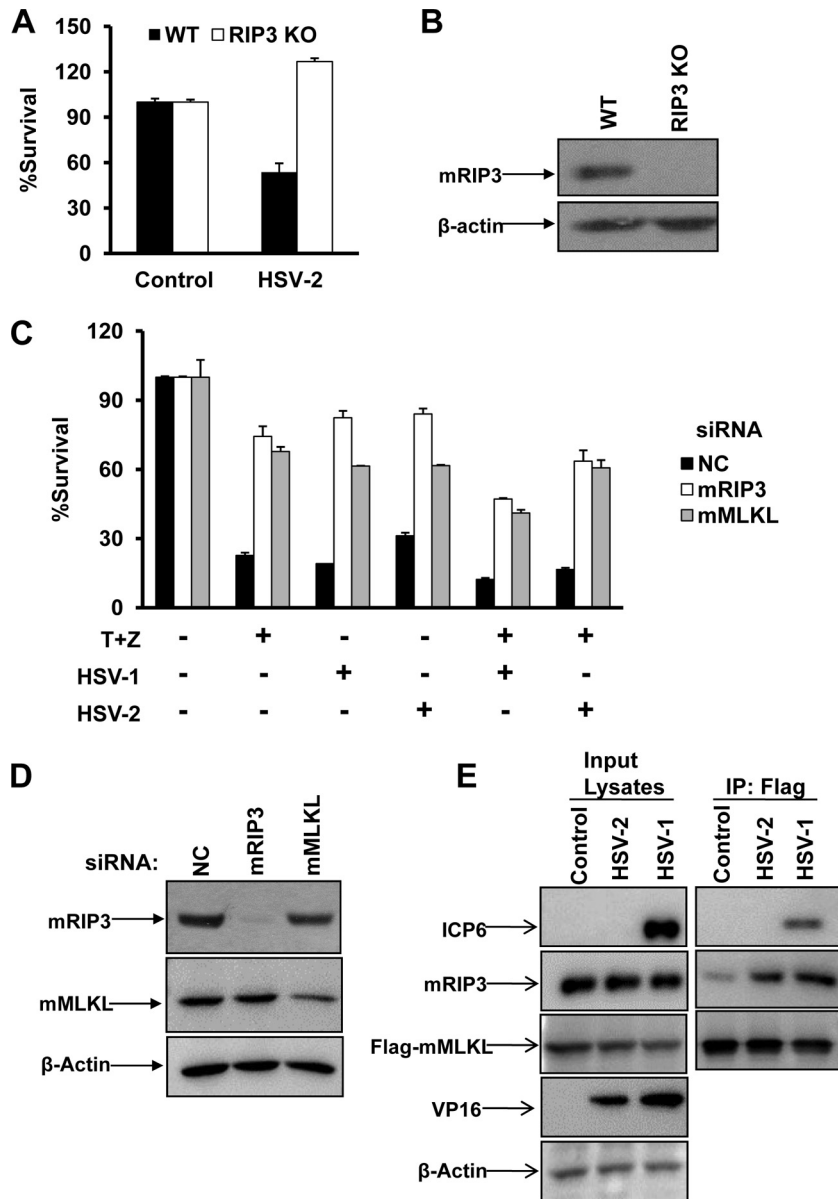 A
WT RIP3 KO
150
120
90
60
30
0
%Survival
Control HSV-2
B
WT RIP3 KO
mRIP3
β-actin
C
120
90
60
30
0
%Survival
siRNA
NC
mRIP3
mMLKL
T+Z - + - - + +
HSV-1 - - + - + -
HSV-2 - - - + - +
D
siRNA: NC mRIP3 mMLKL
mRIP3
mMLKL
β-Actin
E
Input
Lysates
IP: Flag
Control HSV-2 HSV-1 Control HSV-2 HSV-1
ICP6
mRIP3
Flag-mMLKL
VP16
β-Actin